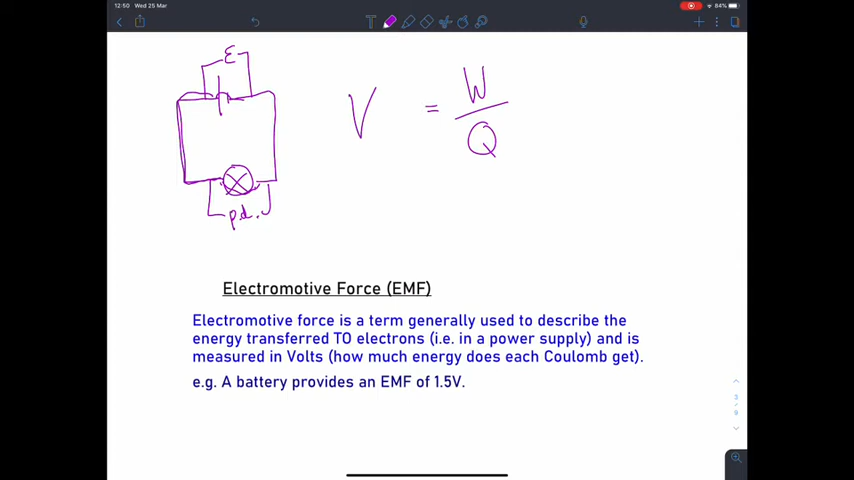 12:50 Wed 25 Mar
84%
T
ε
V = W
Q
p.d.
Electromotive Force (EMF)
Electromotive force is a term generally used to describe the
energy transferred TO electrons (i.e. in a power supply) and is
measured in Volts (how much energy does each Coulomb get).
e.g. A battery provides an EMF of 1.5V.
3
/
9